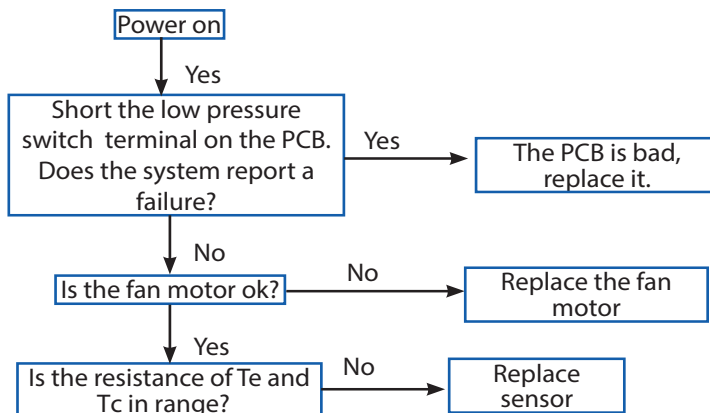 Power on
Yes
Short the low pressure
switch terminal on the PCB.
Does the system report a
failure?
Yes
The PCB is bad,
replace it.
No
Is the fan motor ok?
No
Replace the fan
motor
Yes
Is the resistance of Te and
Tc in range?
No
Replace
sensor